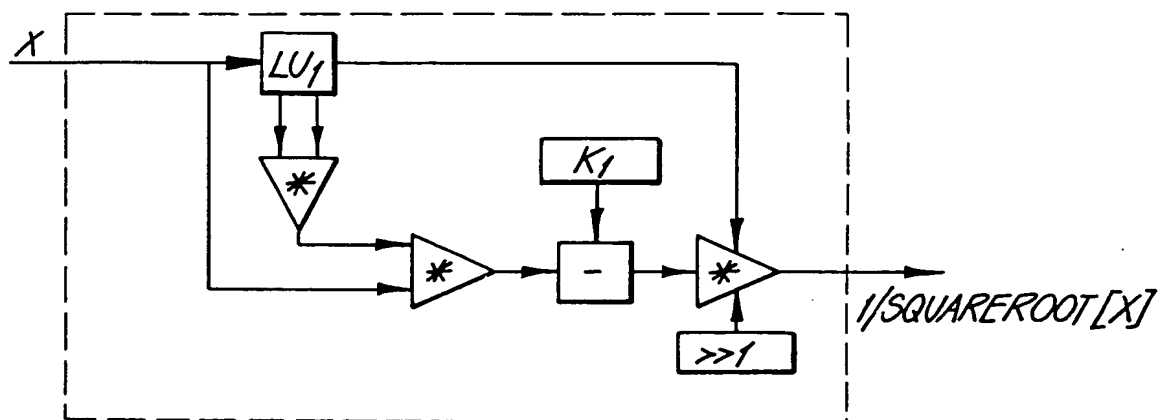 X
LU1
*
K1
*
-
*
1/SQUAREROOT[X]
>>1